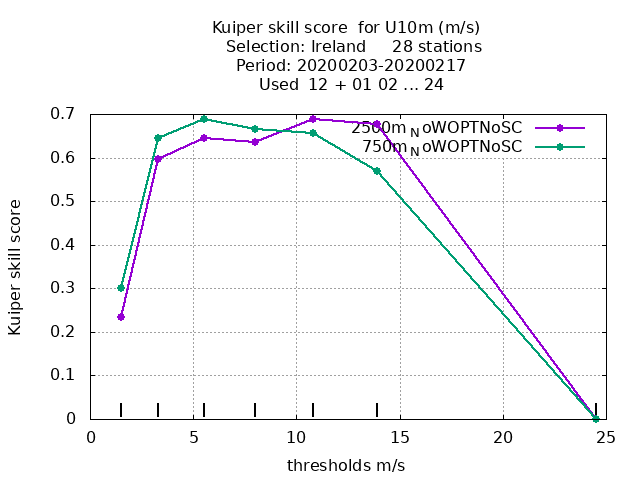 Kuiper skill score for U10m (m/s)
Selection: Ireland 28 stations
Period: 20200203-20200217
Used 12 + 01 02 ... 24
0.7
0.6
0.5
0.4
0.3
0.2
0.1
0
Kuiper skill score
2500mNoWOPTNoSC
750mNoWOPTNoSC
0 5 10 15 20 25
thresholds m/s